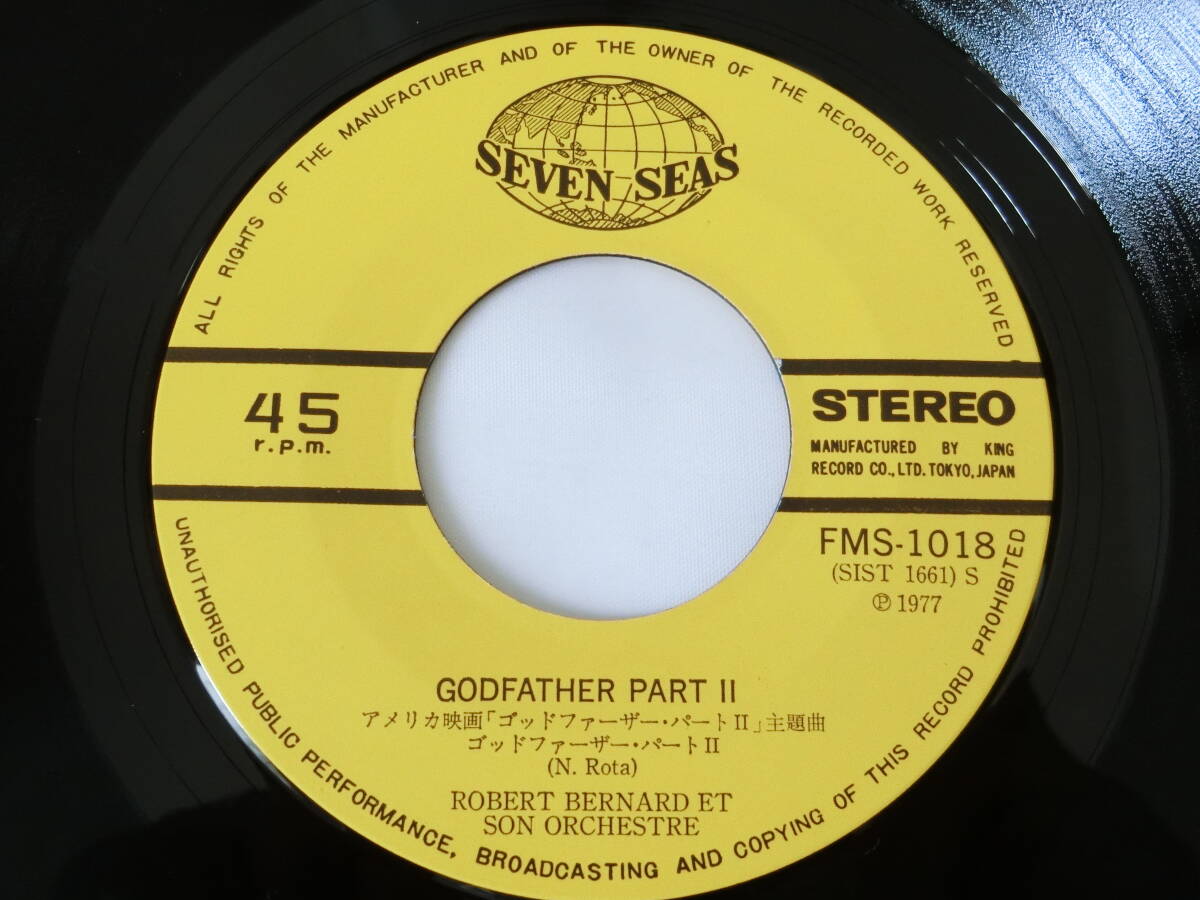 ALL RIGHTS OF THE MANUFACTURER AND OF THE OWNER OF THE RECORDED WORK RESERVED
SEVEN SEAS
45
r.p.m.
STEREO
MANUFACTURED BY KING
RECORD CO., LTD. TOKYO, JAPAN
FMS-1018
(SIST 1661) S
Ⓟ 1977
GODFATHER PART II
アメリカ映画「ゴッドファーザー・パートII」主題曲
ゴッドファーザー・パートII
(N. Rota)
ROBERT BERNARD ET
SON ORCHESTRE
UNAUTHORISED PUBLIC PERFORMANCE, BROADCASTING AND COPYING OF THIS RECORD PROHIBITED